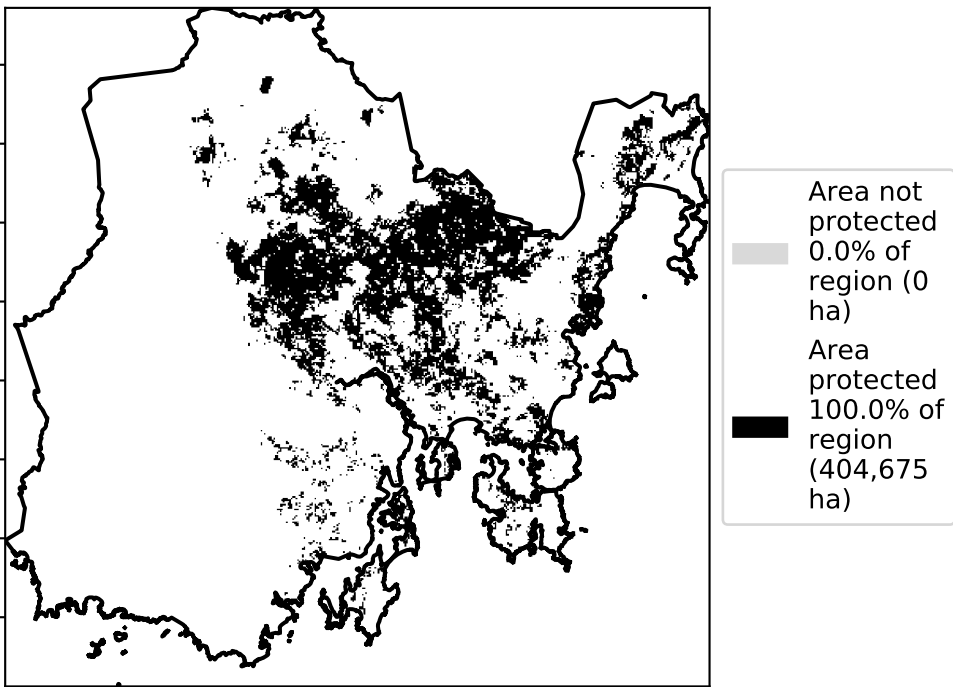 Area not
protected
0.0% of
region (0
ha)
Area
protected
100.0% of
region
(404,675
ha)